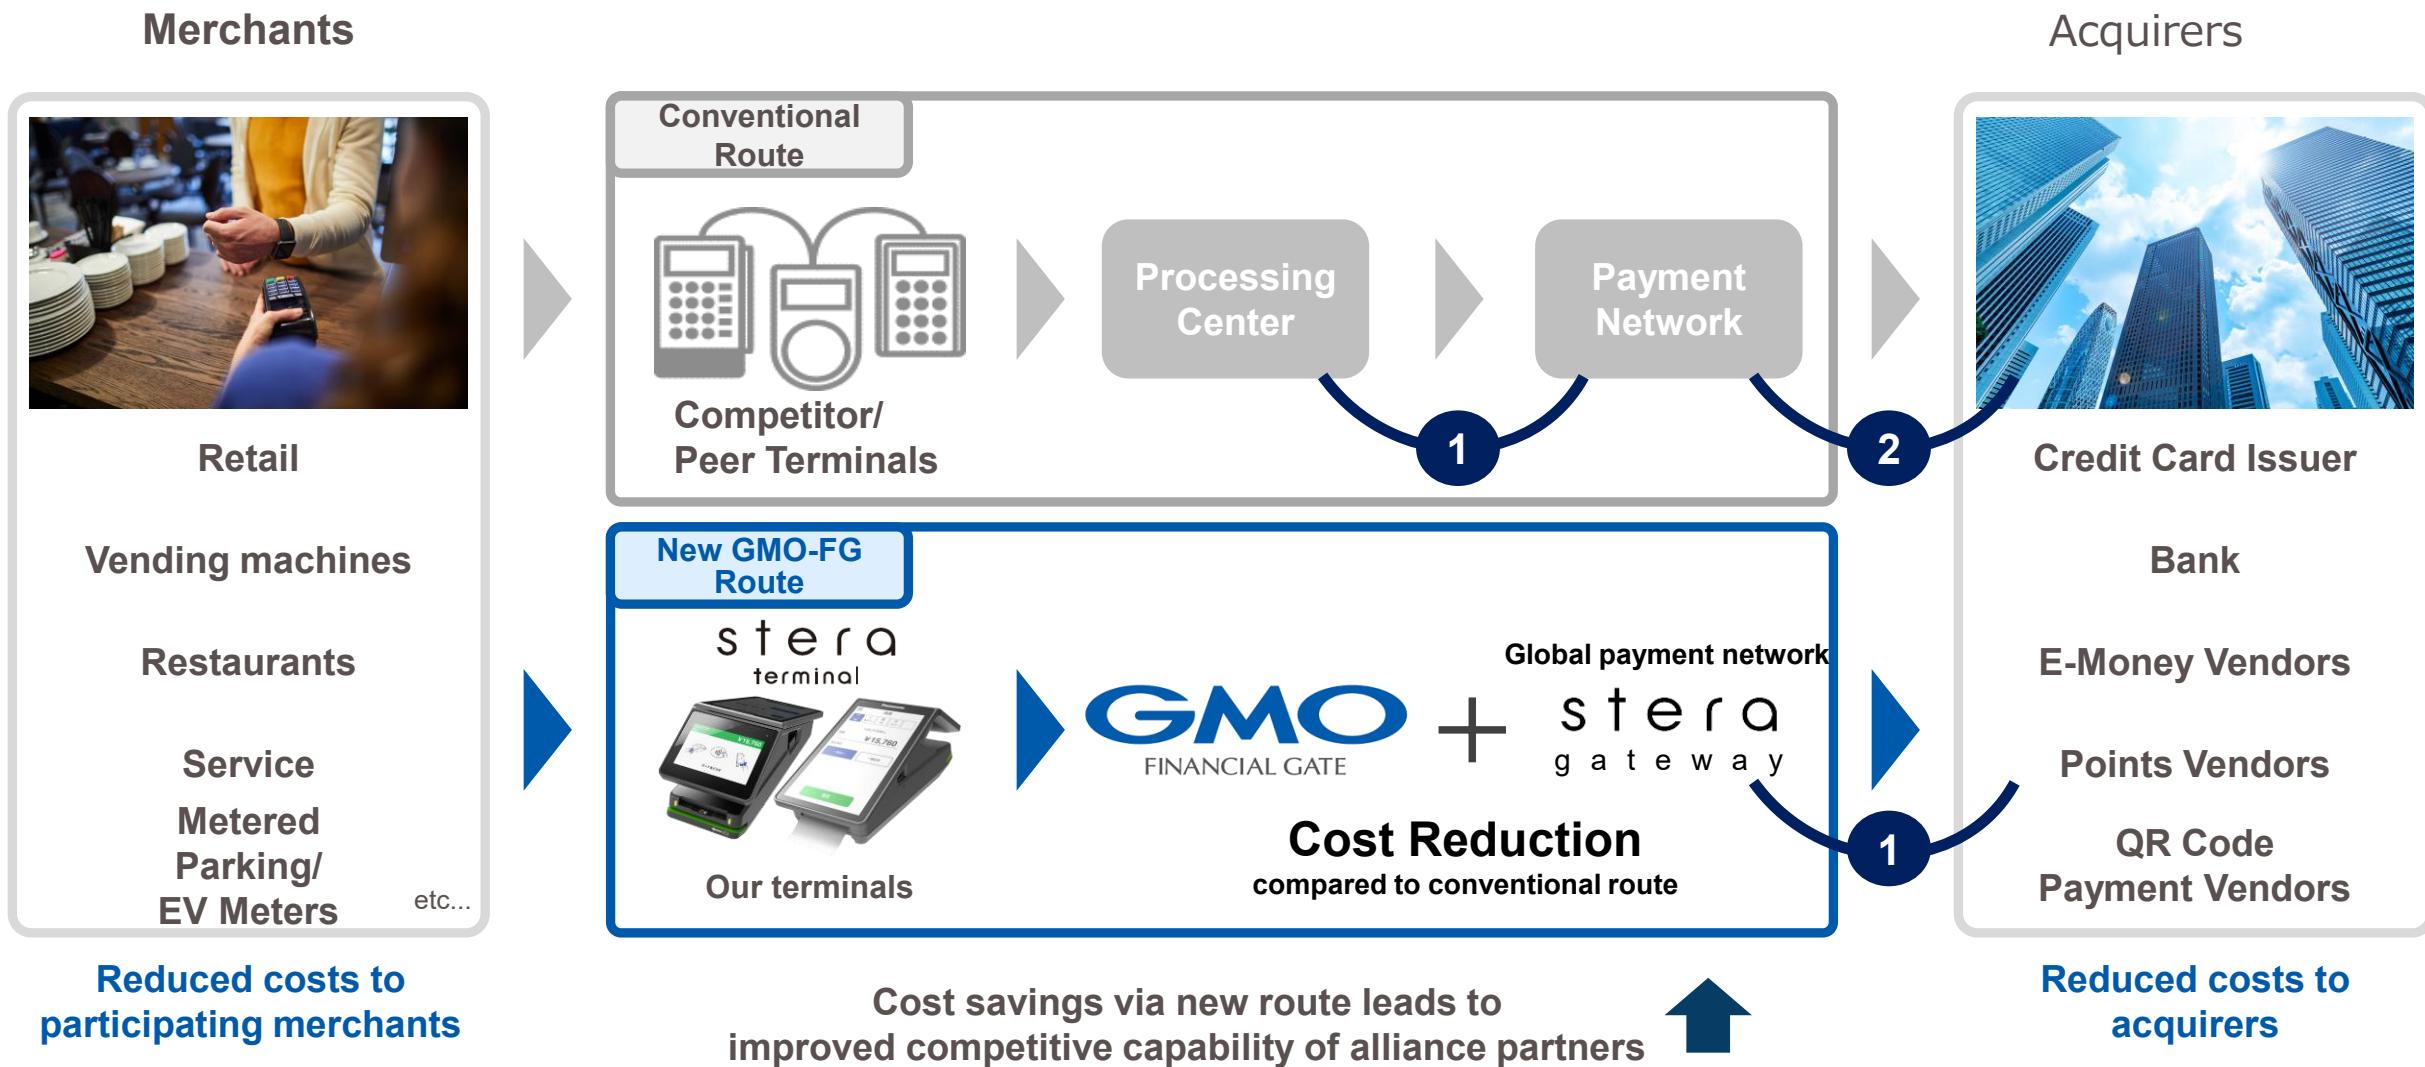 Merchants
Acquirers
Conventional
Route
Processing
Center
Payment
Network
Competitor/
Peer Terminals
1
2
Retail
Vending machines
Restaurants
Service
Metered
Parking/
EV Meters
etc...
New GMO-FG
Route
stera
terminal
¥15,760
¥15,760
Our terminals
GMO
FINANCIAL GATE
+
Global payment network
stera
gateway
Cost Reduction
compared to conventional route
1
Credit Card Issuer
Bank
E-Money Vendors
Points Vendors
QR Code
Payment Vendors
Reduced costs to
participating merchants
Cost savings via new route leads to
improved competitive capability of alliance partners
Reduced costs to
acquirers